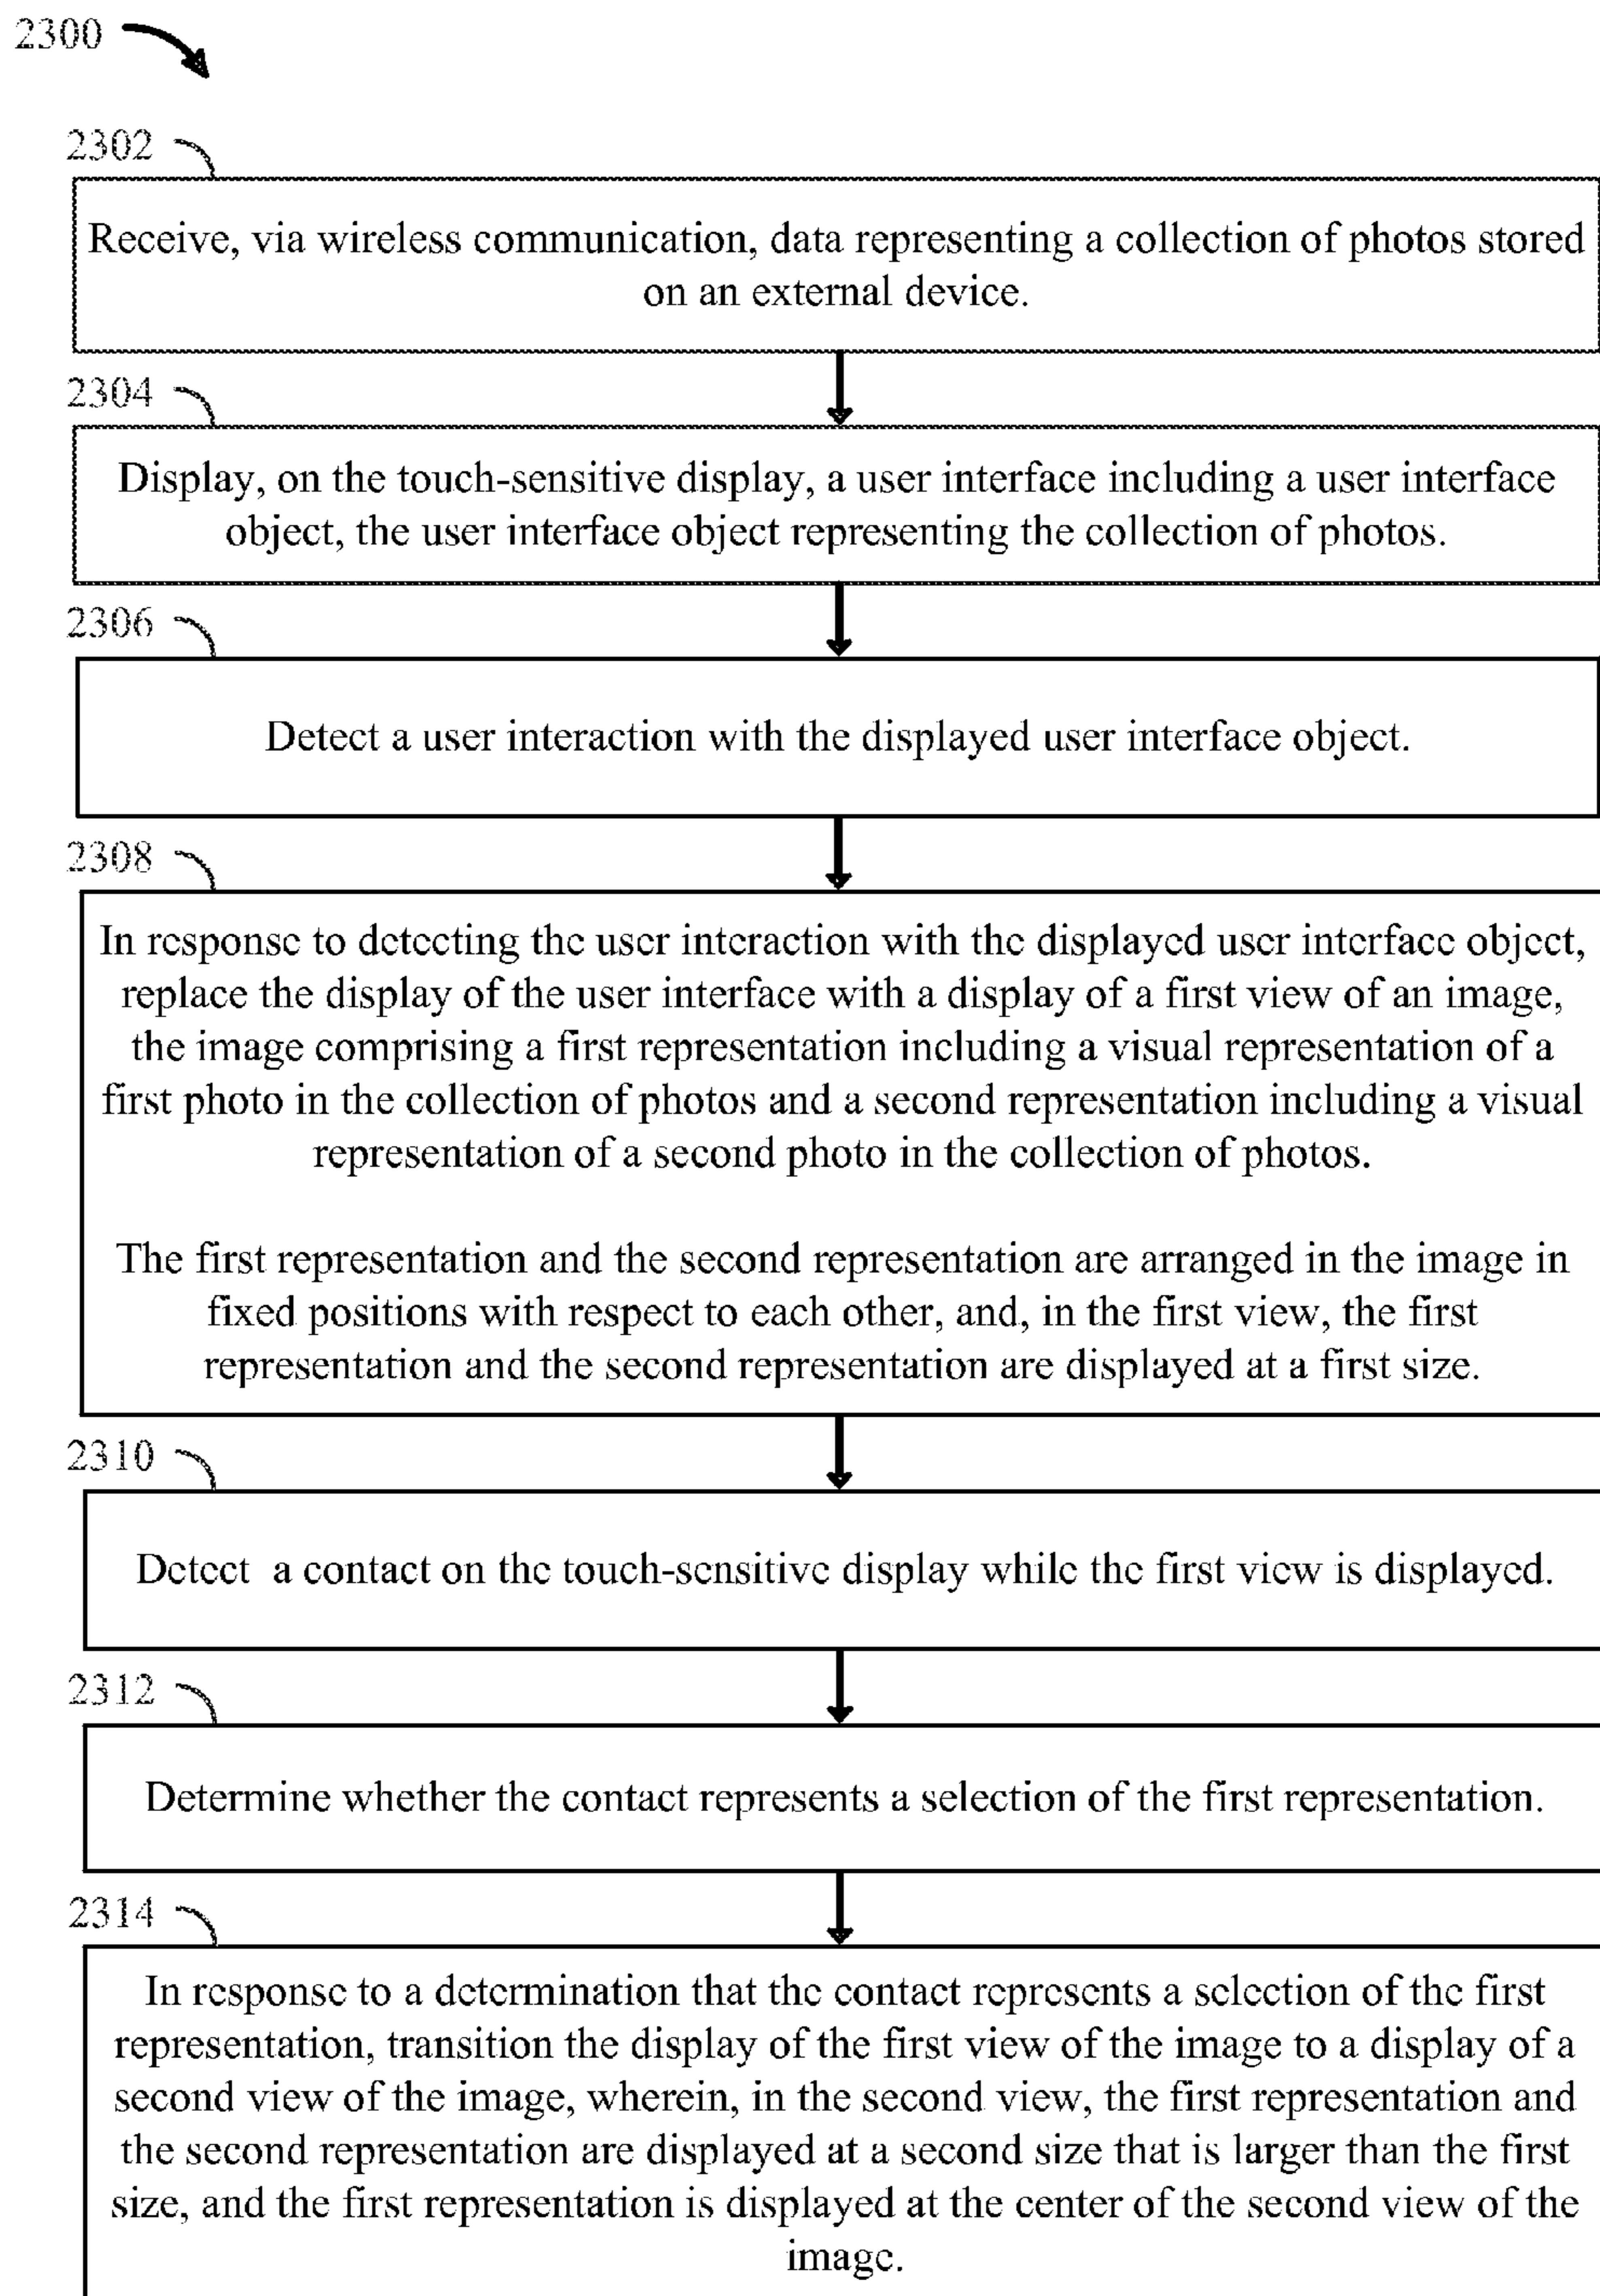 2300
2302
Receive, via wireless communication, data representing a collection of photos stored
on an external device.
2304
Display, on the touch-sensitive display, a user interface including a user interface
object, the user interface object representing the collection of photos.
2306
Detect a user interaction with the displayed user interface object.
2308
In response to detecting the user interaction with the displayed user interface object,
replace the display of the user interface with a display of a first view of an image,
the image comprising a first representation including a visual representation of a
first photo in the collection of photos and a second representation including a visual
representation of a second photo in the collection of photos.
The first representation and the second representation are arranged in the image in
fixed positions with respect to each other, and, in the first view, the first
representation and the second representation are displayed at a first size.
2310
Detect a contact on the touch-sensitive display while the first view is displayed.
2312
Determine whether the contact represents a selection of the first representation.
2314
In response to a determination that the contact represents a selection of the first
representation, transition the display of the first view of the image to a display of a
second view of the image, wherein, in the second view, the first representation and
the second representation are displayed at a second size that is larger than the first
size, and the first representation is displayed at the center of the second view of the
image.